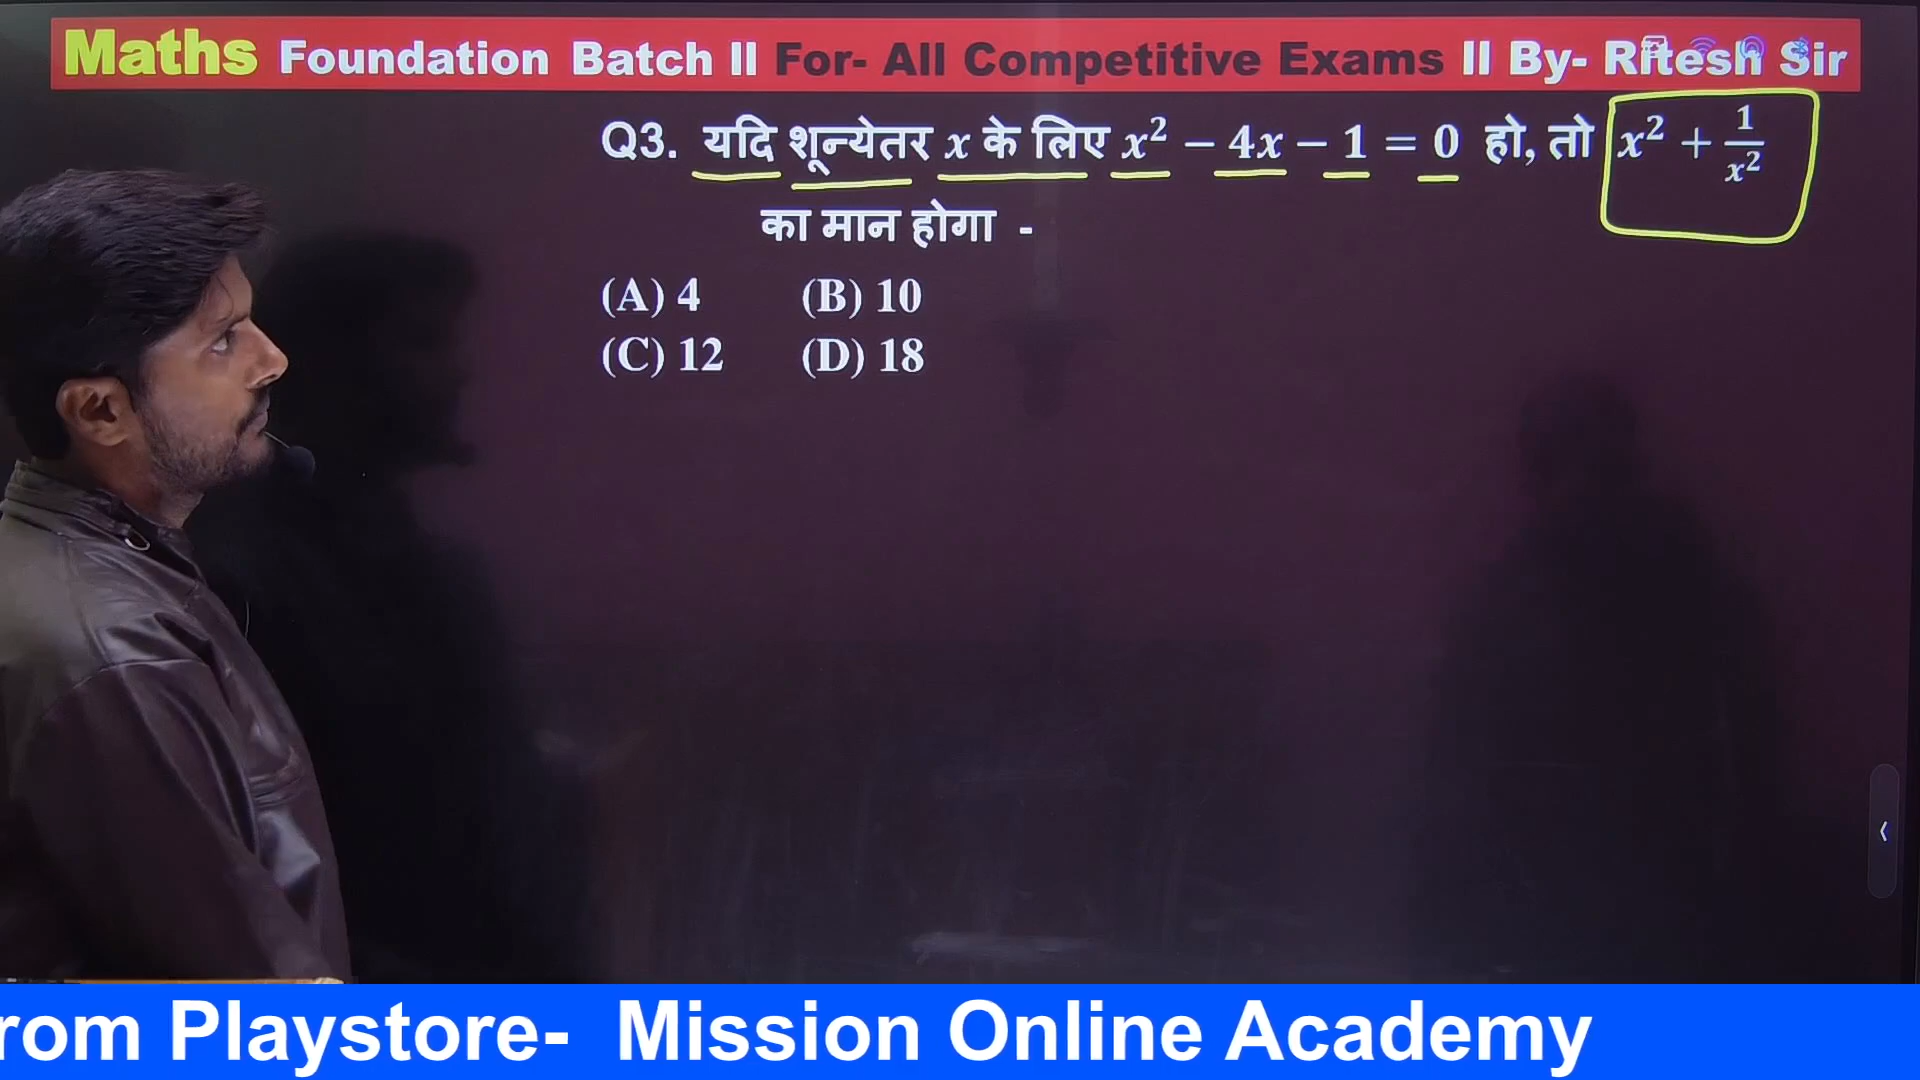 Maths Foundation Batch II For- All Competitive Exams II By- Ritesh Sir
Q3. यदि शून्येतर x के लिए x² − 4x − 1 = 0 हो, तो x² + 1/x²
का मान होगा -
(A) 4 (B) 10
(C) 12 (D) 18
rom Playstore- Mission Online Academy